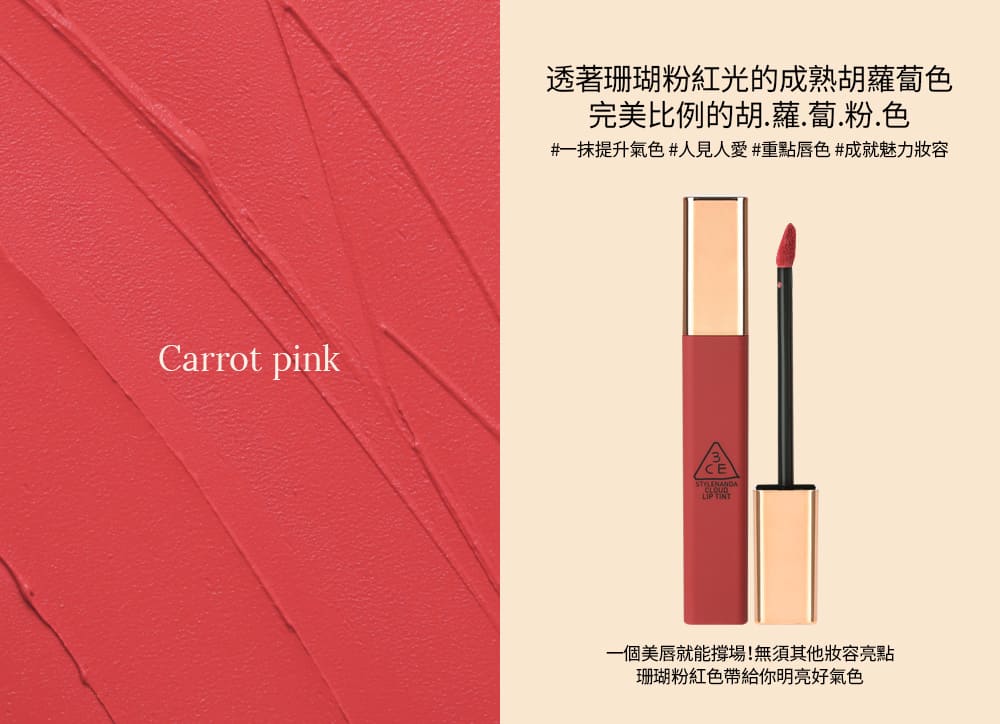 Carrot pink
透著珊瑚粉紅光的成熟胡蘿蔔色
完美比例的胡.蘿.蔔.粉.色
#一抹提升氣色 #人見人愛 #重點唇色 #成就魅力妝容
3
CE
STYLENANDA
CLOUD
LIP TINT
一個美唇就能撐場!無須其他妝容亮點
珊瑚粉紅色帶給你明亮好氣色